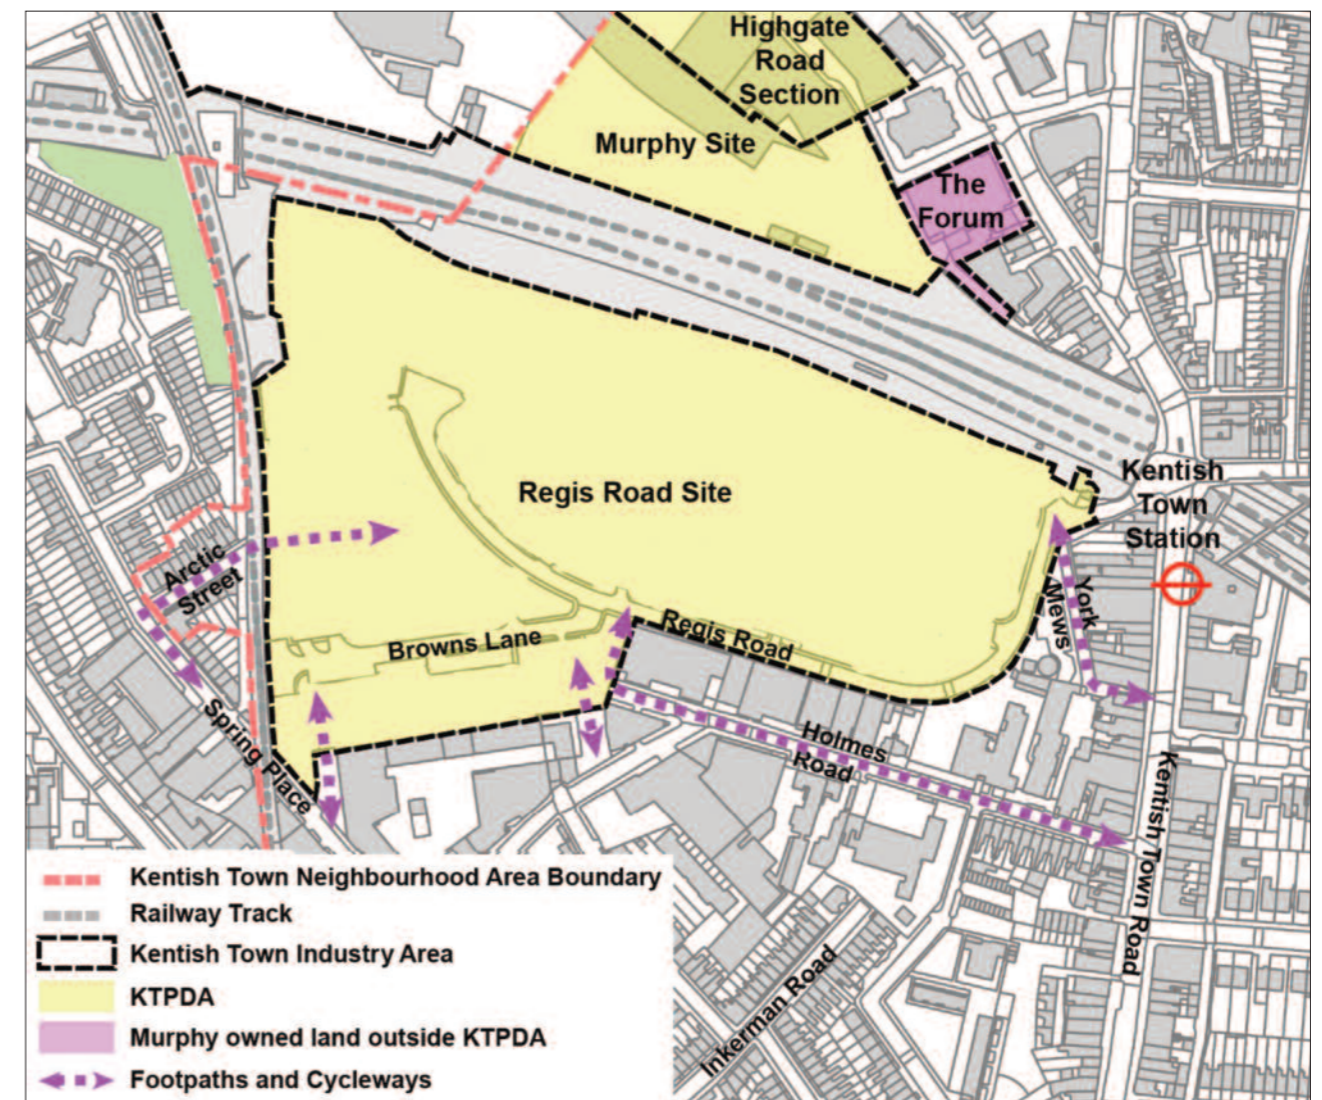 Highgate
Road
Section
Murphy Site
The
Forum
Regis Road Site
Kentish
Town
Station
Arctic
Street
York
Mews
Regis Road
Browns Lane
Spring Place
Holmes
Road
Kentish Town Road
Inkerman Road
Kentish Town Neighbourhood Area Boundary
Railway Track
Kentish Town Industry Area
KTPDA
Murphy owned land outside KTPDA
Footpaths and Cycleways